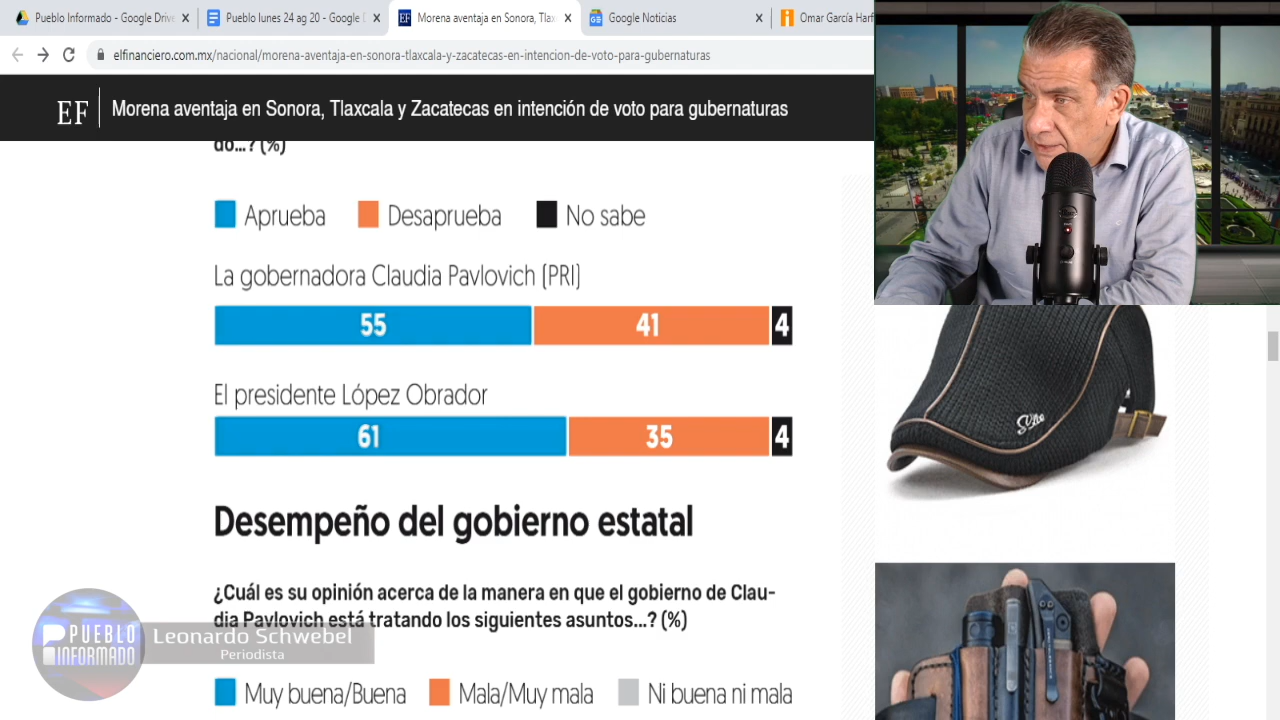 Pueblo Informado - Google Drive
Pueblo lunes 24 ag 20 - Google D
Morena aventaja en Sonora, Tlax
Google Noticias
Omar García Harf
elfinanciero.com.mx/nacional/morena-aventaja-en-sonora-tlaxcala-y-zacatecas-en-intencion-de-voto-para-gubernaturas
EF Morena aventaja en Sonora, Tlaxcala y Zacatecas en intención de voto para gubernaturas
do...? (%)
Aprueba Desaprueba No sabe
La gobernadora Claudia Pavlovich (PRI)
55 41 4
El presidente López Obrador
61 35 4
Desempeño del gobierno estatal
¿Cuál es su opinión acerca de la manera en que el gobierno de Clau-
dia Pavlovich está tratando los siguientes asuntos...? (%)
Muy buena/Buena Mala/Muy mala Ni buena ni mala
PUEBLO
INFORMADO
Leonardo Schwebel
Periodista